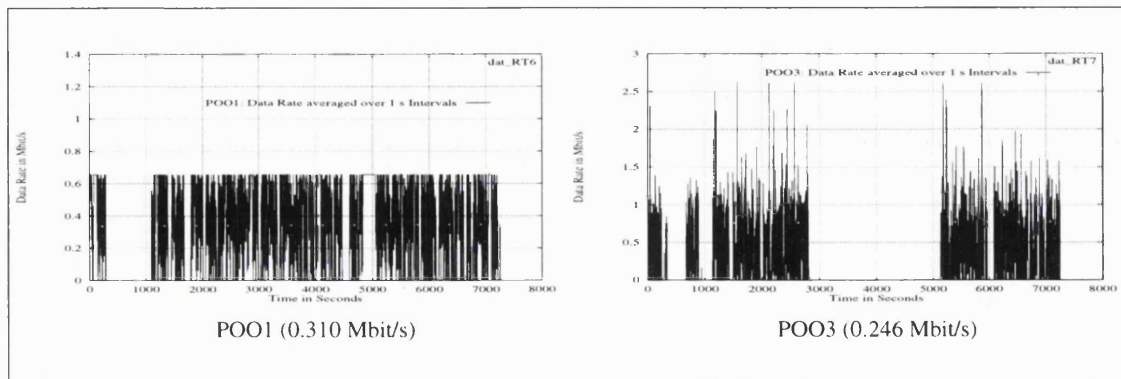 dat_RT6
POO1: Data Rate averaged over 1 s Intervals
Data Rate in Mbit/s
1.4
1.2
1
0.8
0.6
0.4
0.2
0
0 1000 2000 3000 4000 5000 6000 7000 8000
Time in Seconds
POO1 (0.310 Mbit/s)
dat_RT7
POO3: Data Rate averaged over 1 s Intervals
Data Rate in Mbit/s
3
2.5
2
1.5
1
0.5
0
0 1000 2000 3000 4000 5000 6000 7000 8000
Time in Seconds
POO3 (0.246 Mbit/s)